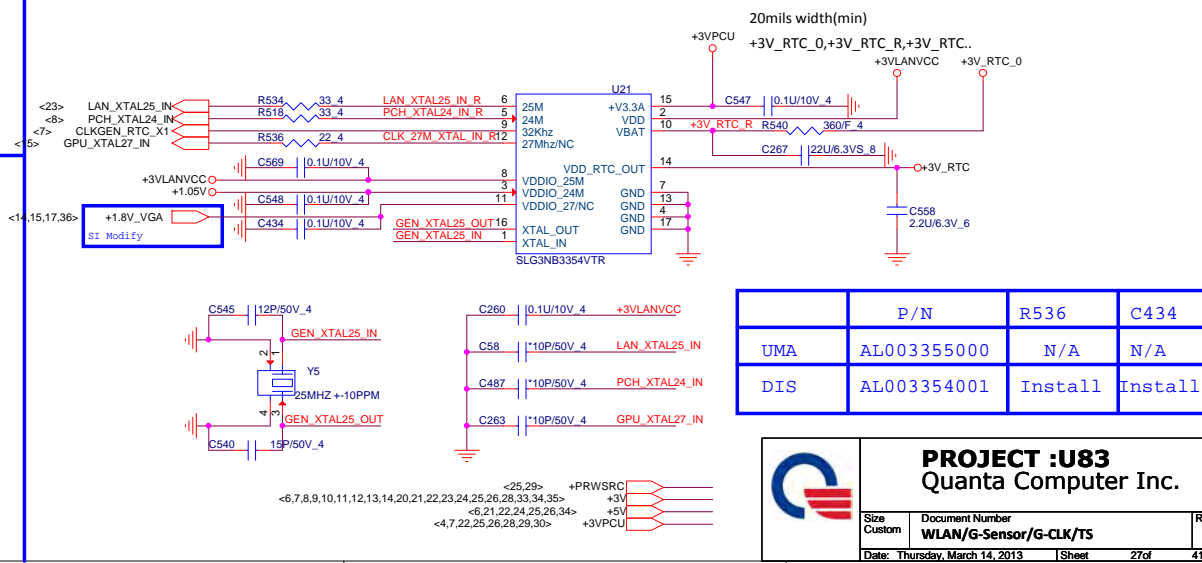 20mils width(min)
+3V_RTC_0,+3V_RTC_R,+3V_RTC..
+3VPCU
+3VLANVCC
+3V_RTC_0
U21
<23> LAN_XTAL25_IN R534 33_4 LAN_XTAL25_IN_R 6 25M
<8> PCH_XTAL24_IN R518 33_4 PCH_XTAL24_IN_R 5 24M
<7> CLKGEN_RTC_X1 9 32Khz
<15> GPU_XTAL27_IN R536 22_4 CLK_27M_XTAL_IN_R 12 27Mhz/NC
+V3.3A 15 C547 0.1U/10V_4
VDD 2
VBAT 10 +3V_RTC_R R540 360/F_4
C267 22U/6.3VS_8
VDD_RTC_OUT 14 +3V_RTC
C569 0.1U/10V_4
+3VLANVCC 8 VDDIO_25M
+1.05V 3 VDDIO_24M
C548 0.1U/10V_4 11 VDDIO_27/NC
<14,15,17,36> +1.8V_VGA
SI Modify
C434 0.1U/10V_4
GEN_XTAL25_OUT 16 XTAL_OUT
GEN_XTAL25_IN 1 XTAL_IN
GND 7
GND 13
GND 4
GND 17
C558
2.2U/6.3V_6
SLG3NB3354VTR
C545 12P/50V_4
GEN_XTAL25_IN
2 1
Y5
25MHZ +-10PPM
4 3
GEN_XTAL25_OUT
C540 15P/50V_4
C260 0.1U/10V_4 +3VLANVCC
C58 *10P/50V_4 LAN_XTAL25_IN
C487 *10P/50V_4 PCH_XTAL24_IN
C263 *10P/50V_4 GPU_XTAL27_IN
P/N R536 C434
UMA AL003355000 N/A N/A
DIS AL003354001 Install Install
<25,29> +PRWSRC
<6,7,8,9,10,11,12,13,14,20,21,22,23,24,25,26,28,33,34,35> +3V
<6,21,22,24,25,26,34> +5V
<4,7,22,25,26,28,29,30> +3VPCU
PROJECT :U83
Quanta Computer Inc.
Size
Custom
Document Number
WLAN/G-Sensor/G-CLK/TS
R
Date: Thursday, March 14, 2013 Sheet 27of 41